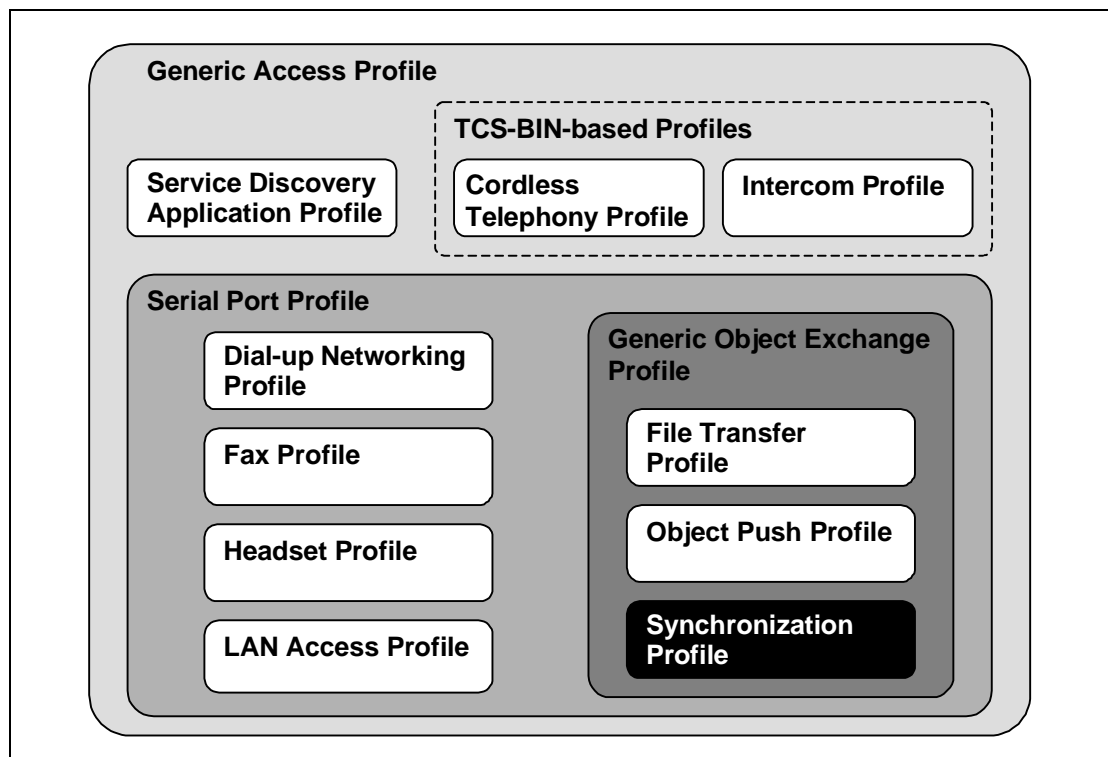 Generic Access Profile
TCS-BIN-based Profiles
Service Discovery
Application Profile
Cordless
Telephony Profile
Intercom Profile
Serial Port Profile
Dial-up Networking
Profile
Fax Profile
Headset Profile
LAN Access Profile
Generic Object Exchange
Profile
File Transfer
Profile
Object Push Profile
Synchronization
Profile